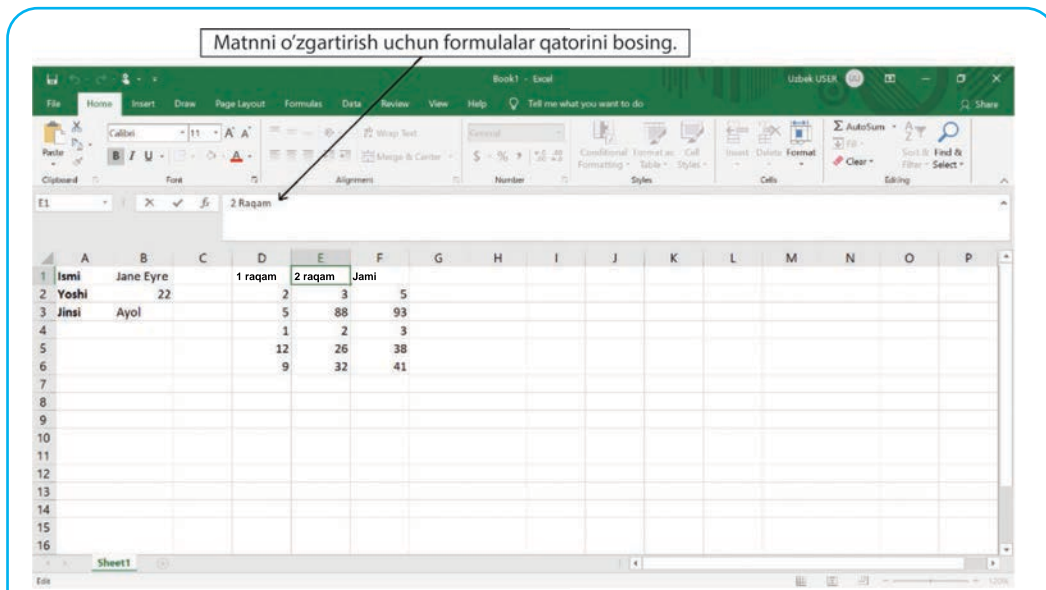 Matnni o'zgartirish uchun formulalar qatorini bosing.
Book1 - Excel
Uzbek USER
File Home Insert Draw Page Layout Formulas Data Review View Help Tell me what you want to do Share
Paste
Calibri 11 A A
B I U A
Wrap Text
Merge & Center
General
$ % ,
Conditional Formatting
Format as Table
Cell Styles
Insert Delete Format
AutoSum
Fill
Clear
Sort & Filter
Find & Select
Clipboard Font Alignment Number Styles Cells Editing
E1 fx 2 Raqam
A B C D E F G H I J K L M N O P
1 Ismi Jane Eyre 1 raqam 2 raqam Jami
2 Yoshi 22 2 3 5
3 Jinsi Ayol 5 88 93
4 1 2 3
5 12 26 38
6 9 32 41
7
8
9
10
11
12
13
14
15
16
Sheet1
Edit 120%